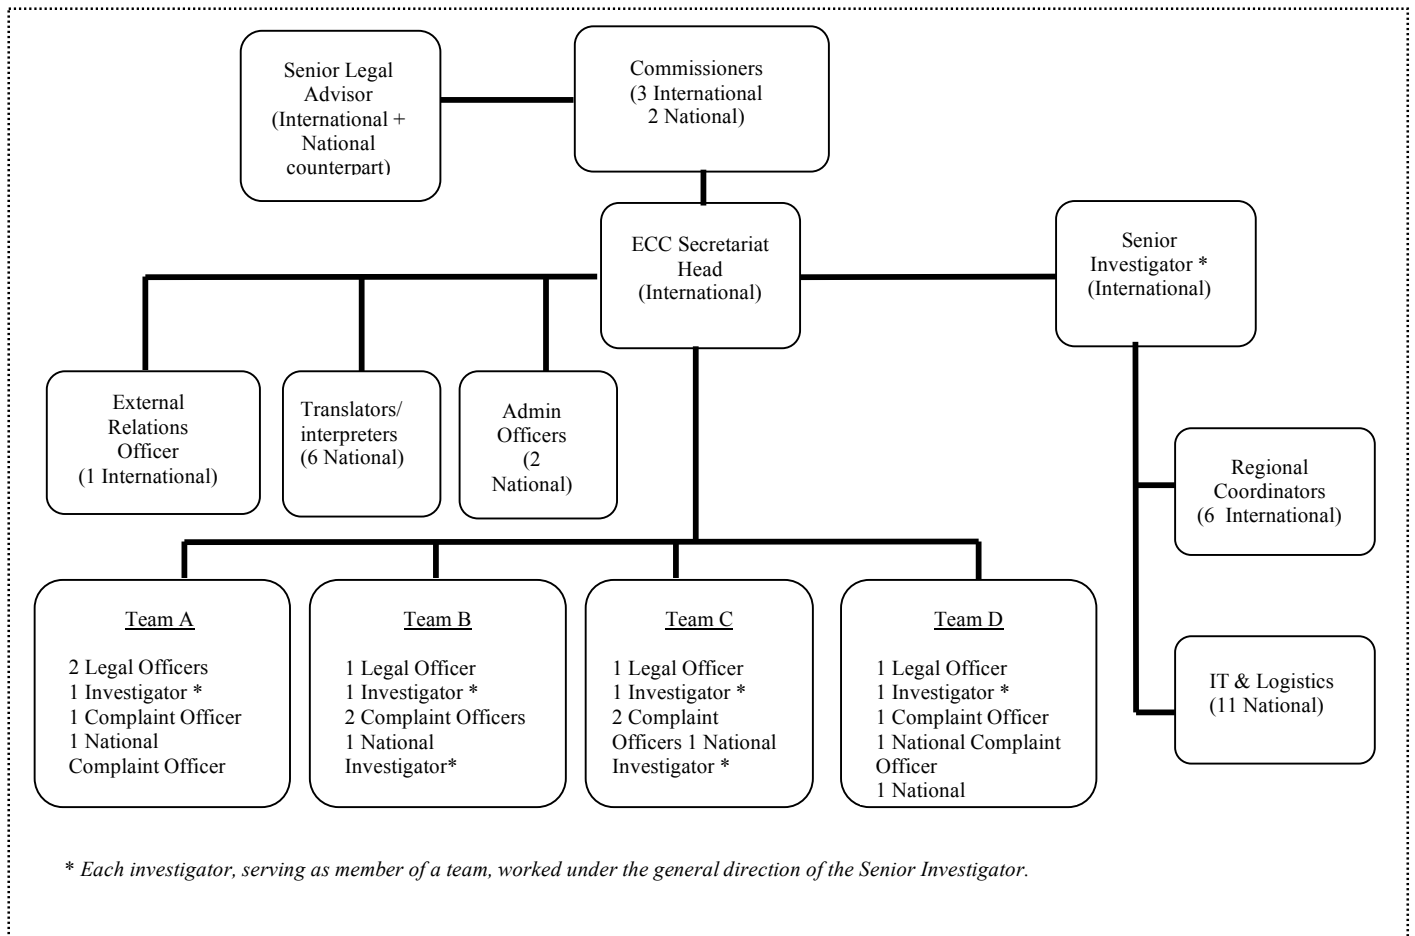 Senior Legal
Advisor
(International +
National
counterpart)
Commissioners
(3 International
2 National)
ECC Secretariat
Head
(International)
Senior
Investigator *
(International)
External
Relations
Officer
(1 International)
Translators/
interpreters
(6 National)
Admin
Officers
(2
National)
Regional
Coordinators
(6 International)
IT & Logistics
(11 National)
Team A
2 Legal Officers
1 Investigator *
1 Complaint Officer
1 National
Complaint Officer
Team B
1 Legal Officer
1 Investigator *
2 Complaint Officers
1 National
Investigator*
Team C
1 Legal Officer
1 Investigator *
2 Complaint
Officers 1 National
Investigator *
Team D
1 Legal Officer
1 Investigator *
1 Complaint Officer
1 National Complaint
Officer
1 National
* Each investigator, serving as member of a team, worked under the general direction of the Senior Investigator.